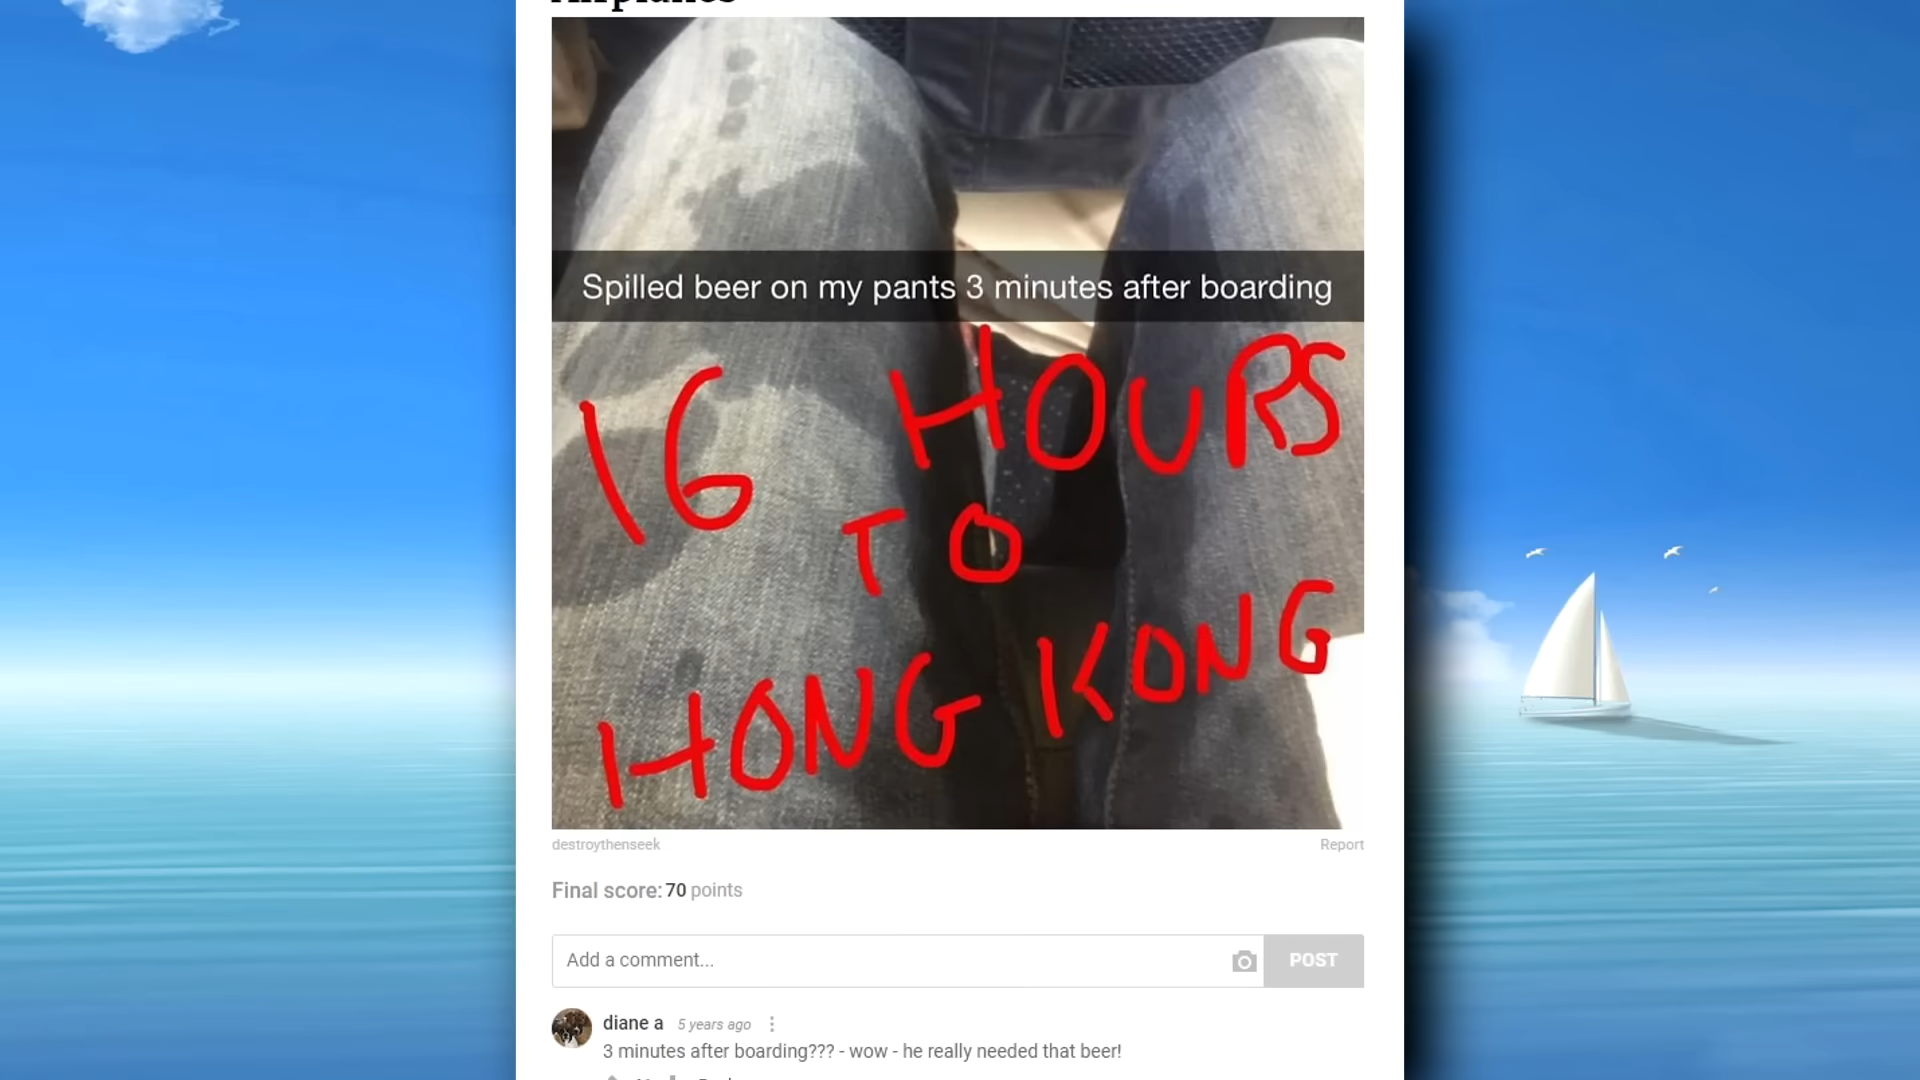 Airplanes
Spilled beer on my pants 3 minutes after boarding
16 HOURS
TO
HONG KONG
destroythenseek
Report
Final score: 70 points
Add a comment...
POST
diane a 5 years ago
3 minutes after boarding??? - wow - he really needed that beer!